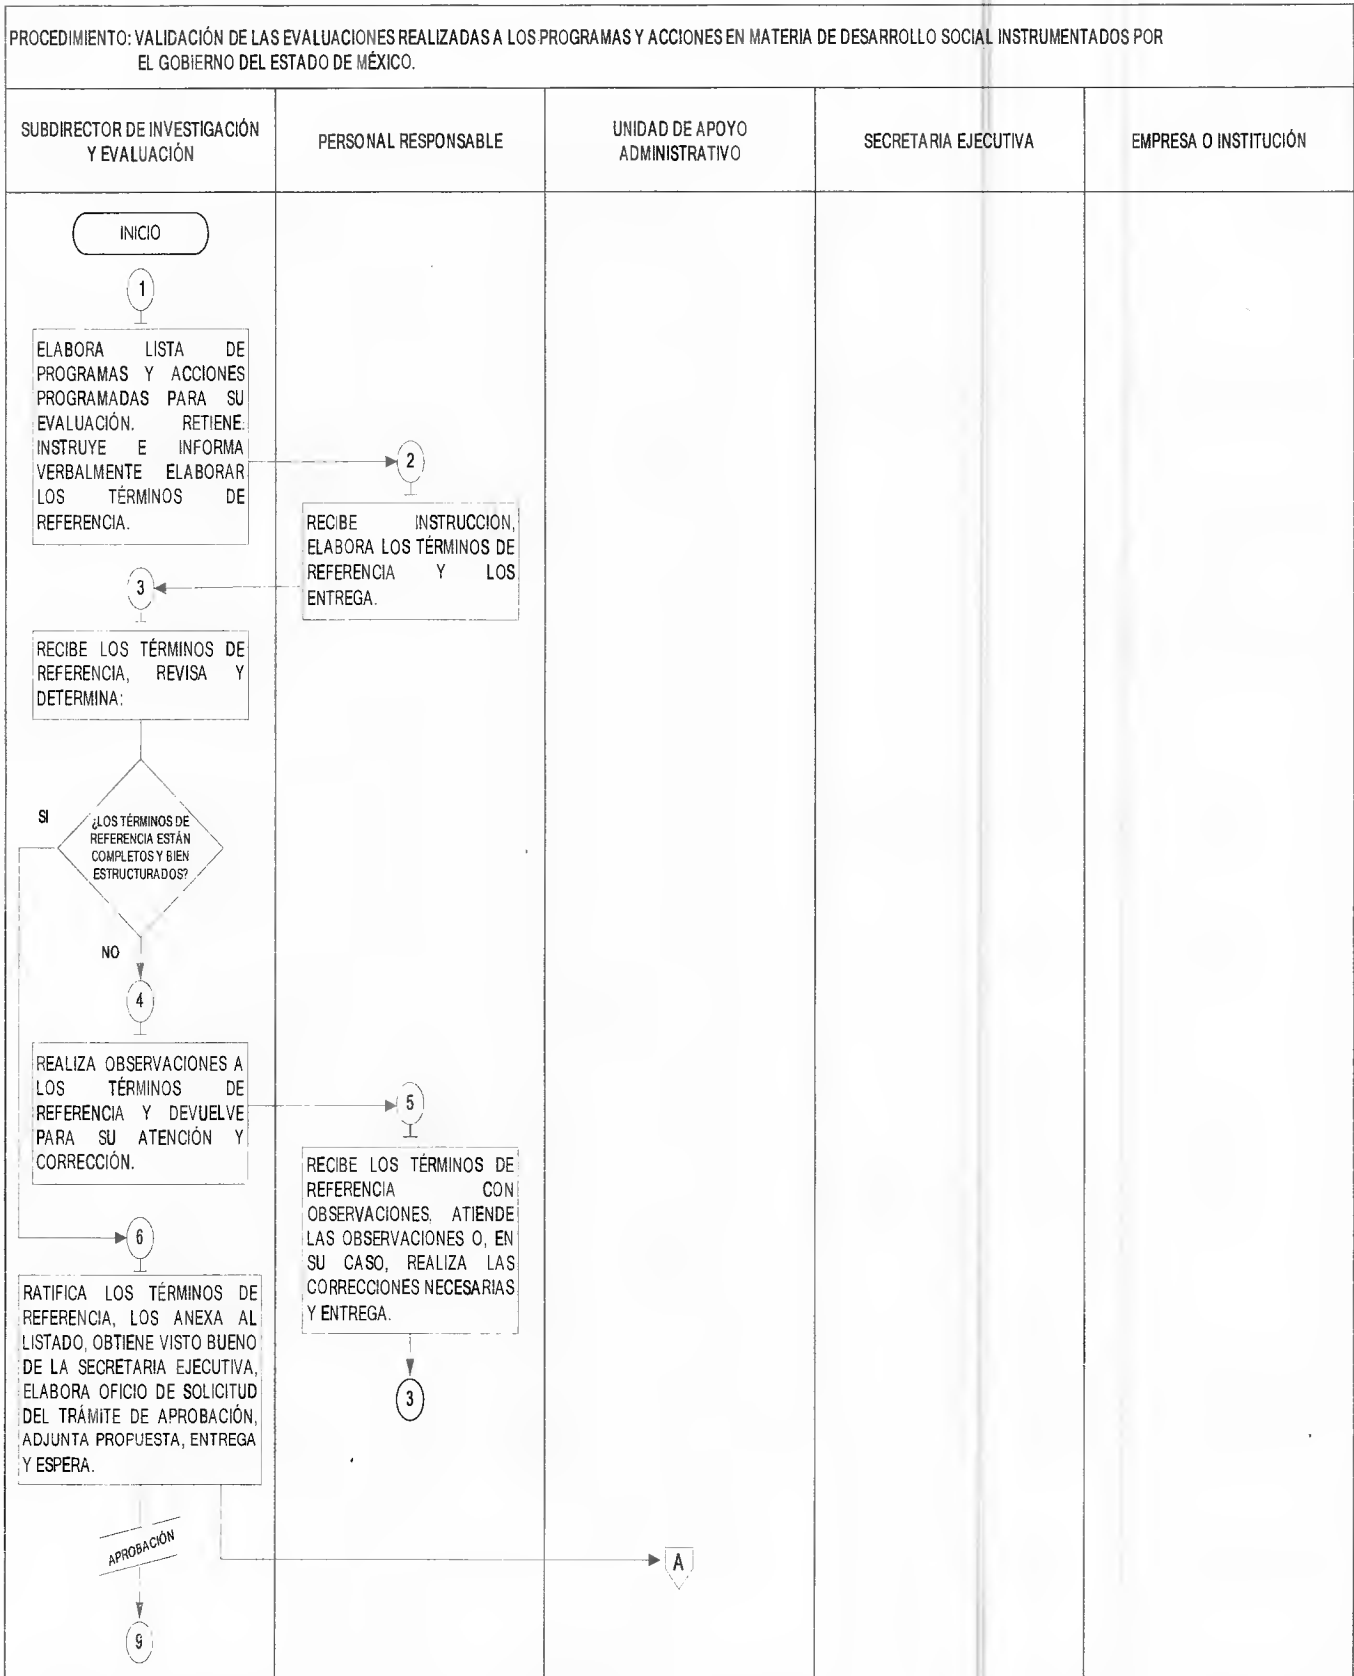 PROCEDIMIENTO: VALIDACIÓN DE LAS EVALUACIONES REALIZADAS A LOS PROGRAMAS Y ACCIONES EN MATERIA DE DESARROLLO SOCIAL INSTRUMENTADOS POR
EL GOBIERNO DEL ESTADO DE MÉXICO.
SUBDIRECTOR DE INVESTIGACIÓN
Y EVALUACIÓN
PERSONAL RESPONSABLE
UNIDAD DE APOYO
ADMINISTRATIVO
SECRETARIA EJECUTIVA
EMPRESA O INSTITUCIÓN
INICIO
1
ELABORA LISTA DE
PROGRAMAS Y ACCIONES
PROGRAMADAS PARA SU
EVALUACIÓN. RETIENE.
INSTRUYE E INFORMA
VERBALMENTE ELABORAR
LOS TÉRMINOS DE
REFERENCIA.
2
RECIBE INSTRUCCIÓN,
ELABORA LOS TÉRMINOS DE
REFERENCIA Y LOS
ENTREGA.
3
RECIBE LOS TÉRMINOS DE
REFERENCIA, REVISA Y
DETERMINA:
SI
¿LOS TÉRMINOS DE
REFERENCIA ESTÁN
COMPLETOS Y BIEN
ESTRUCTURADOS?
NO
4
REALIZA OBSERVACIONES A
LOS TÉRMINOS DE
REFERENCIA Y DEVUELVE
PARA SU ATENCIÓN Y
CORRECCIÓN.
5
RECIBE LOS TÉRMINOS DE
REFERENCIA CON
OBSERVACIONES, ATIENDE
LAS OBSERVACIONES O, EN
SU CASO, REALIZA LAS
CORRECCIONES NECESARIAS
Y ENTREGA.
3
6
RATIFICA LOS TÉRMINOS DE
REFERENCIA, LOS ANEXA AL
LISTADO, OBTIENE VISTO BUENO
DE LA SECRETARIA EJECUTIVA,
ELABORA OFICIO DE SOLICITUD
DEL TRÁMITE DE APROBACIÓN,
ADJUNTA PROPUESTA, ENTREGA
Y ESPERA.
APROBACIÓN
A
9